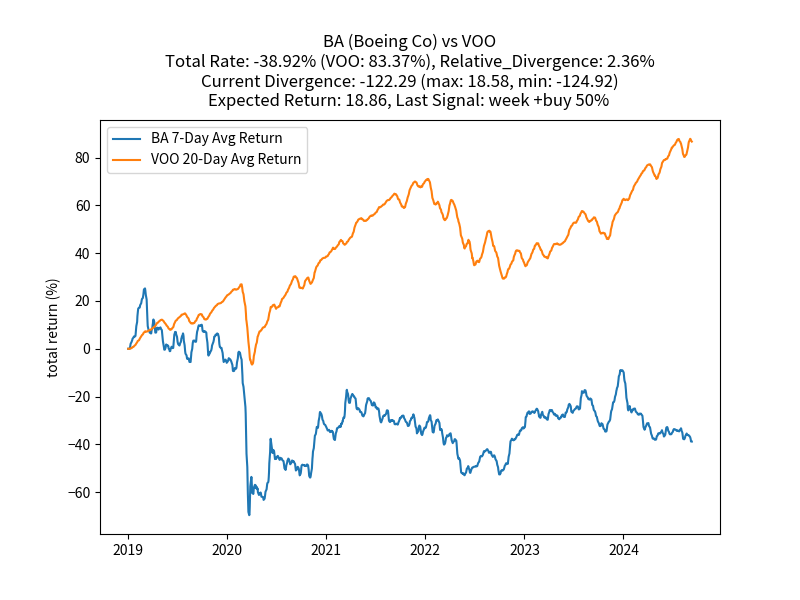 BA (Boeing Co) vs VOO
Total Rate: -38.92% (VOO: 83.37%), Relative_Divergence: 2.36%
Current Divergence: -122.29 (max: 18.58, min: -124.92)
Expected Return: 18.86, Last Signal: week +buy 50%
BA 7-Day Avg Return
VOO 20-Day Avg Return
total return (%)
80
60
40
20
0
−20
−40
−60
2019 2020 2021 2022 2023 2024